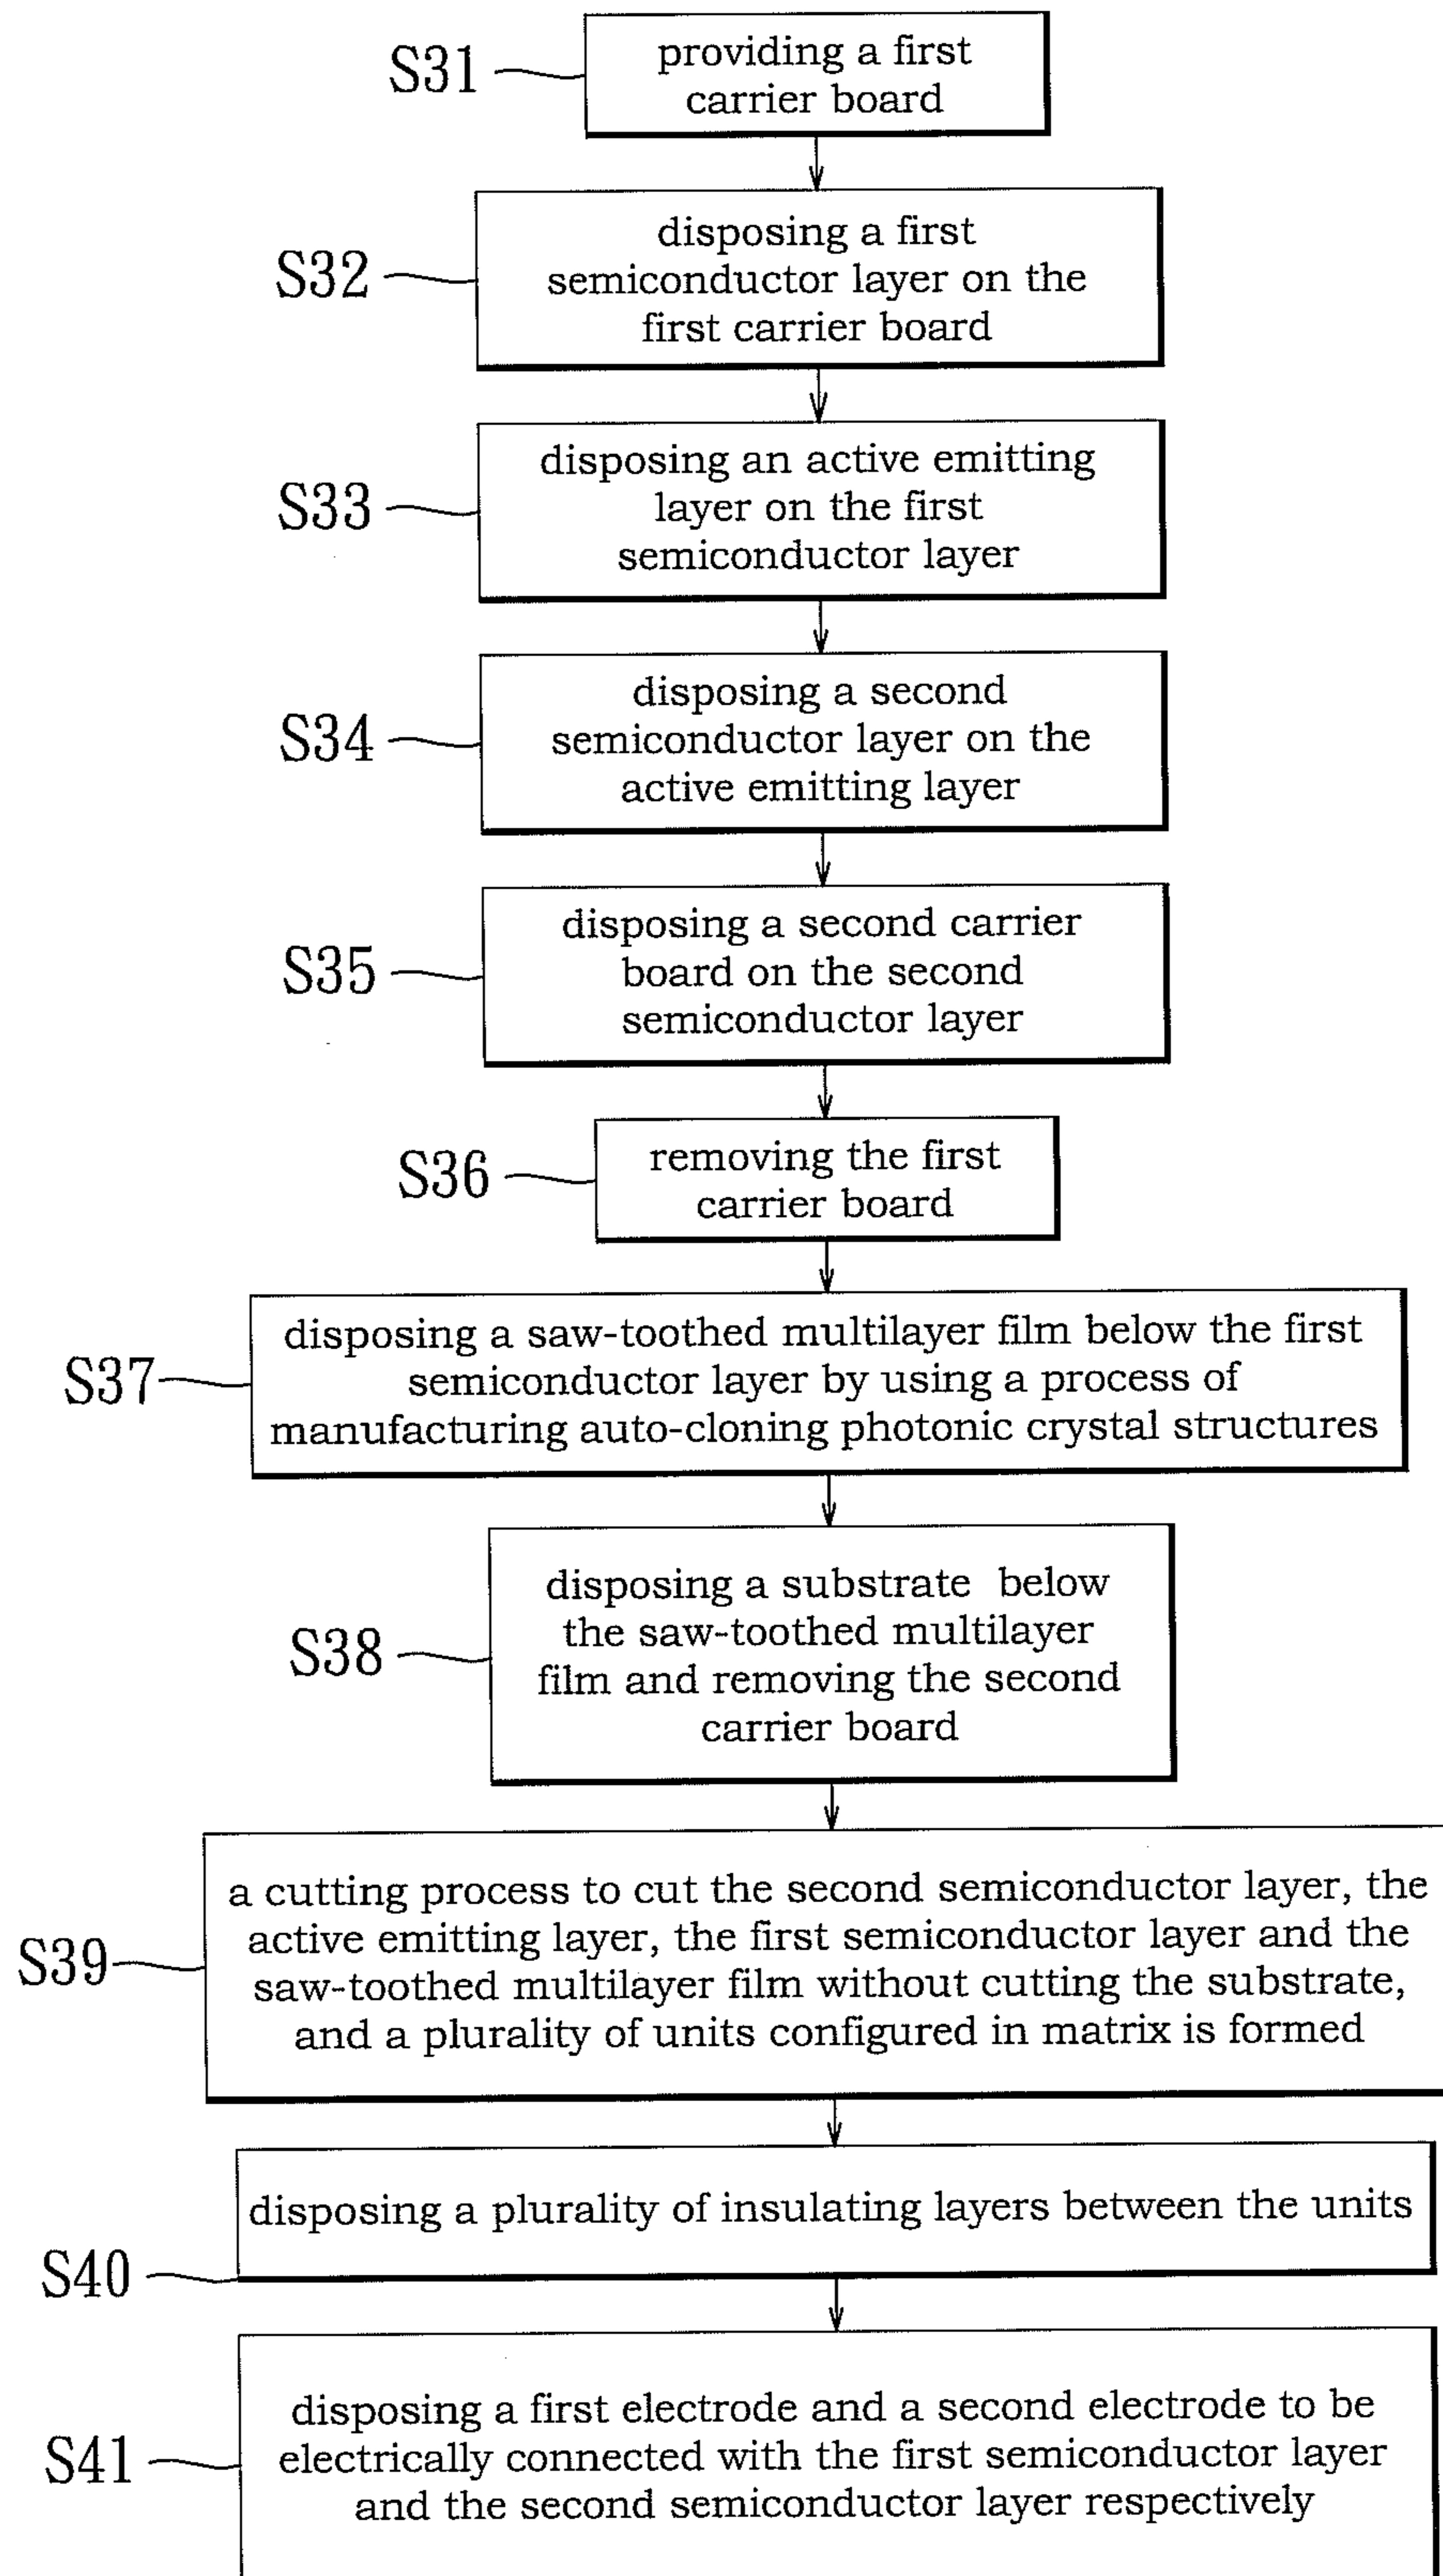 S31
providing a first
carrier board
S32
disposing a first
semiconductor layer on the
first carrier board
S33
disposing an active emitting
layer on the first
semiconductor layer
S34
disposing a second
semiconductor layer on the
active emitting layer
S35
disposing a second carrier
board on the second
semiconductor layer
S36
removing the first
carrier board
S37
disposing a saw-toothed multilayer film below the first
semiconductor layer by using a process of
manufacturing auto-cloning photonic crystal structures
S38
disposing a substrate below
the saw-toothed multilayer
film and removing the second
carrier board
S39
a cutting process to cut the second semiconductor layer, the
active emitting layer, the first semiconductor layer and the
saw-toothed multilayer film without cutting the substrate,
and a plurality of units configured in matrix is formed
S40
disposing a plurality of insulating layers between the units
S41
disposing a first electrode and a second electrode to be
electrically connected with the first semiconductor layer
and the second semiconductor layer respectively